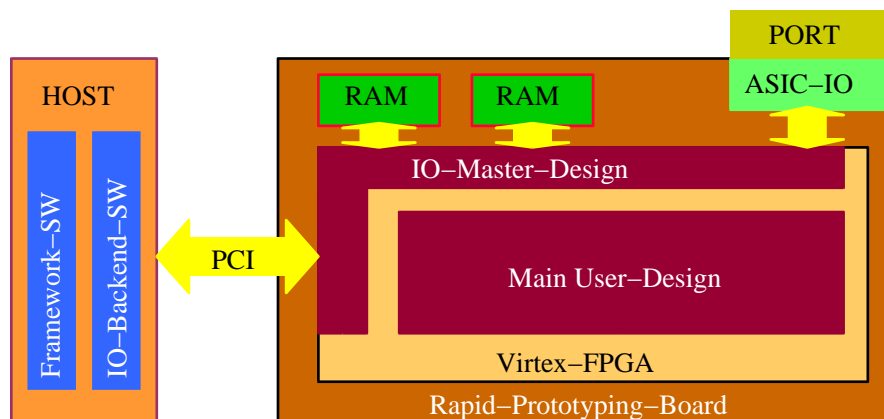 PORT
HOST
RAM
RAM
ASIC–IO
IO–Master–Design
Framework–SW
IO–Backend–SW
PCI
Main User–Design
Virtex–FPGA
Rapid–Prototyping–Board